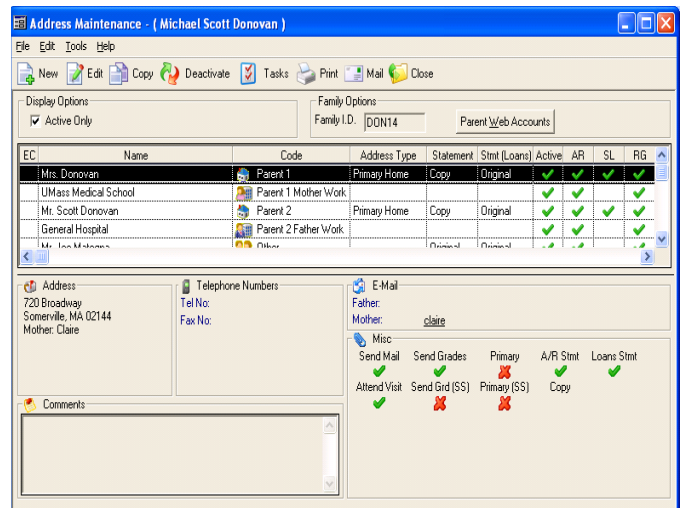 Address Maintenance - ( Michael Scott Donovan )
File Edit Tools Help
New Edit Copy Deactivate Tasks Print Mail Close
Display Options Family Options
Active Only Family I.D. DON14 Parent Web Accounts
EC Name Code Address Type Statement Stmt (Loans) Active AR SL RG
Mrs. Donovan Parent 1 Primary Home Copy Original
UMass Medical School Parent 1 Mother Work
Mr. Scott Donovan Parent 2 Primary Home Copy Original
General Hospital Parent 2 Father Work
Other Original Original
Address Telephone Numbers E-Mail
720 Broadway Tel No: Father:
Somerville, MA 02144 Fax No: Mother: claire
Mother: Claire
Misc
Send Mail Send Grades Primary A/R Stmt Loans Stmt
Attend Visit Send Grd (SS) Primary (SS) Copy
Comments